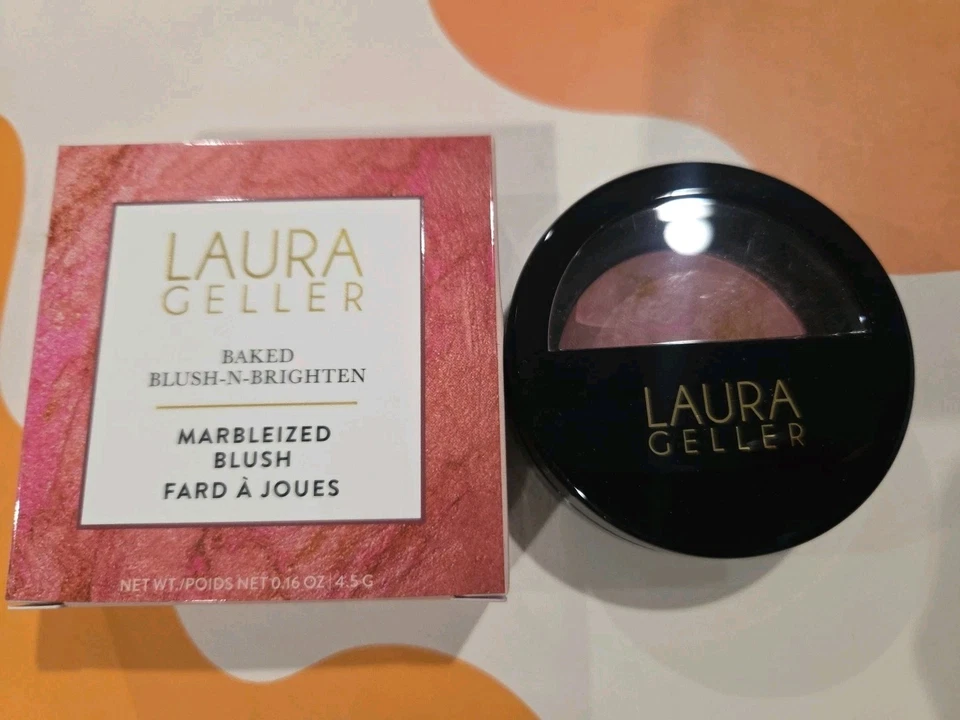 LAURA
GELLER
BAKED
BLUSH-N-BRIGHTEN
MARBLEIZED
BLUSH
FARD À JOUES
NET WT./POIDS NET 0.16 OZ | 4.5 G
LAURA
GELLER